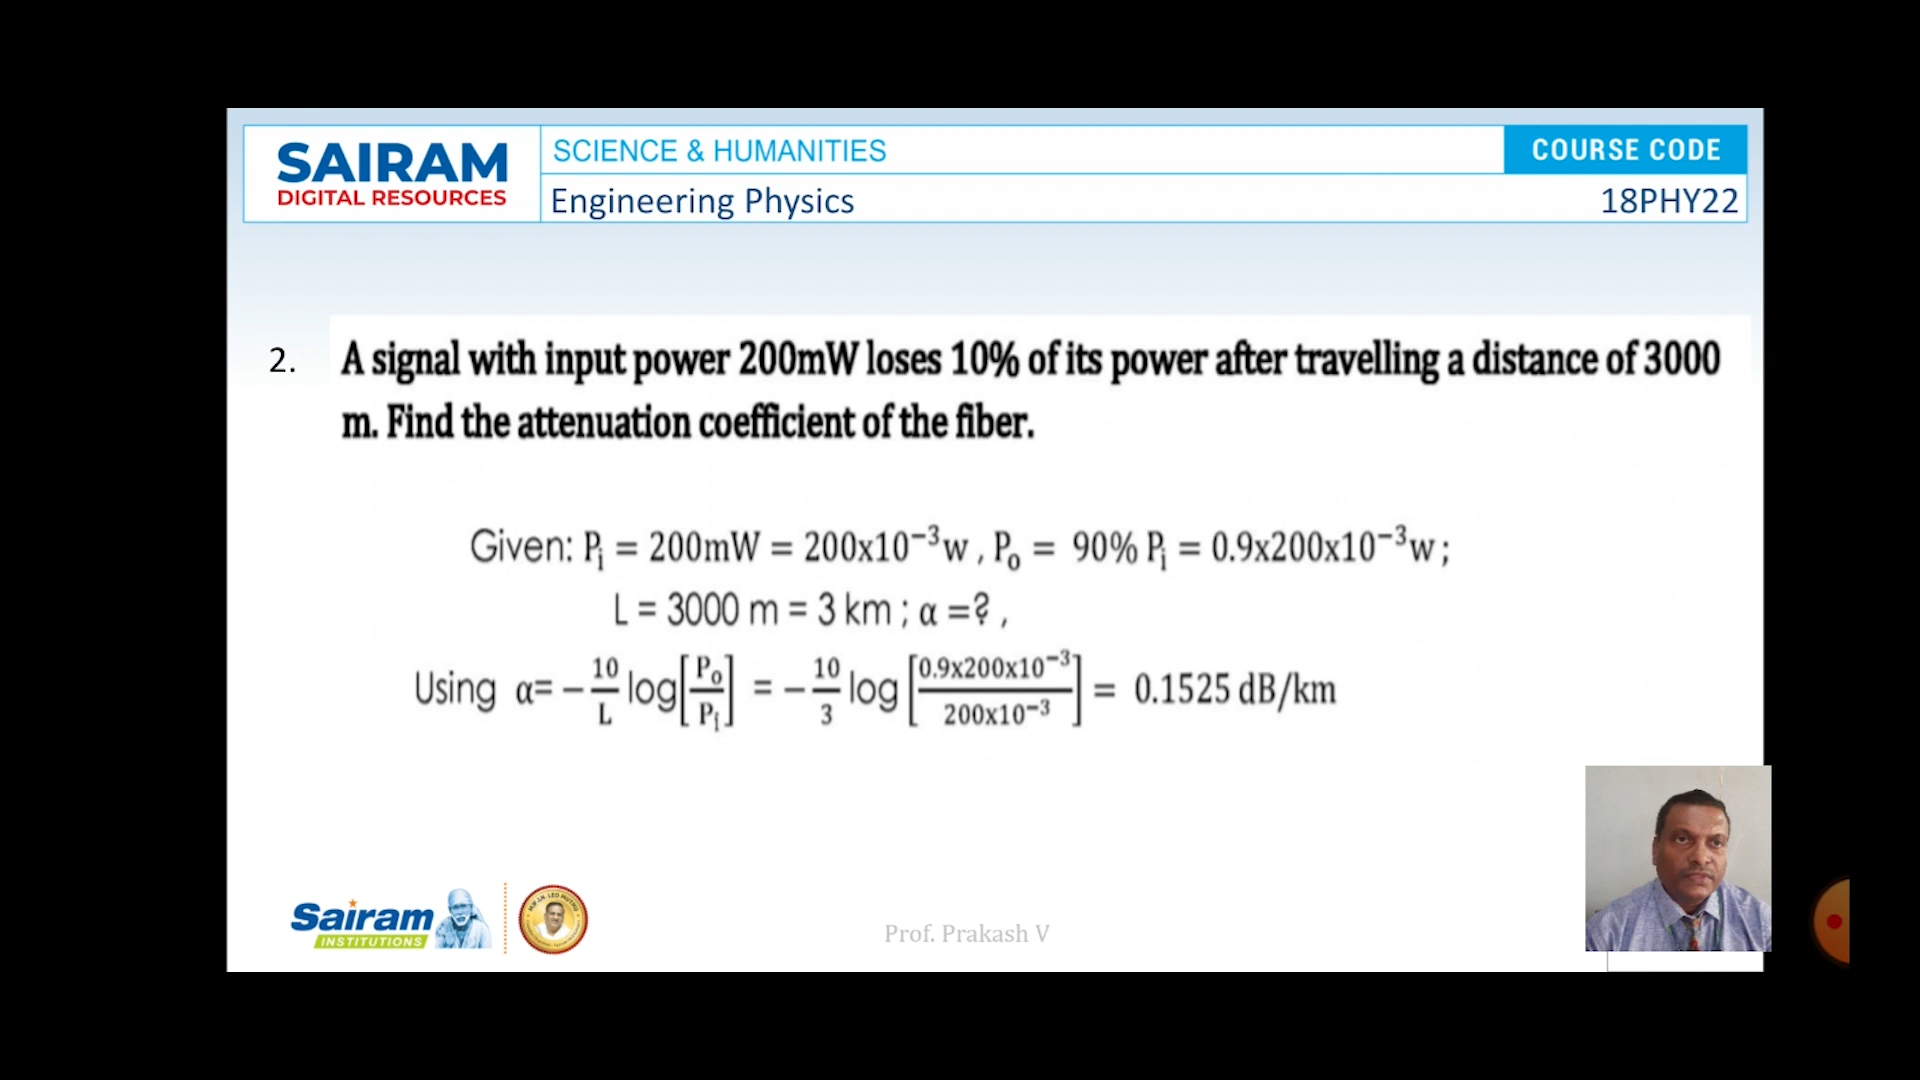 SAIRAM
DIGITAL RESOURCES
SCIENCE & HUMANITIES
COURSE CODE
Engineering Physics
18PHY22
2. A signal with input power 200mW loses 10% of its power after travelling a distance of 3000
m. Find the attenuation coefficient of the fiber.
Given: Pᵢ = 200mW = 200x10⁻³w , Pₒ = 90% Pᵢ = 0.9x200x10⁻³w ;
L = 3000 m = 3 km ; α =? ,
Using α= − 10/L log[Pₒ/Pᵢ] = − 10/3 log [0.9x200x10⁻³/200x10⁻³] = 0.1525 dB/km
Sairam
INSTITUTIONS
Prof. Prakash V